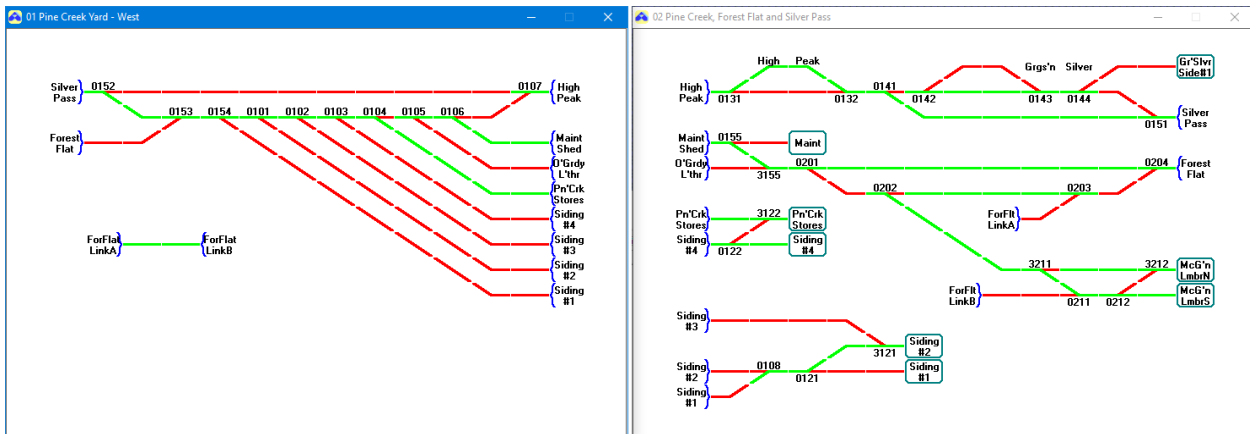 01 Pine Creek Yard - West
Silver
Pass
0152
0107
High
Peak
0153
0154
0101
0102
0103
0104
0105
0106
Forest
Flat
Maint
Shed
O'Grdy
L'thr
Pn'Crk
Stores
Siding
#4
ForFlat
LinkA
ForFlat
LinkB
Siding
#3
Siding
#2
Siding
#1
02 Pine Creek, Forest Flat and Silver Pass
High Peak
Grgs'n Silver
Gr'Slvr
Side#1
High
Peak
0131
0132
0141
0142
0143
0144
Silver
Pass
0151
Maint
Shed
0155
Maint
O'Grdy
L'thr
3155
0201
0204
Forest
Flat
0202
0203
Pn'Crk
Stores
3122
Pn'Crk
Stores
ForFlt
LinkA
Siding
#4
0122
Siding
#4
3211
3212
McG'n
LmbrN
ForFlt
LinkB
0211
0212
McG'n
LmbrS
Siding
#3
3121
Siding
#2
Siding
#2
0108
0121
Siding
#1
Siding
#1